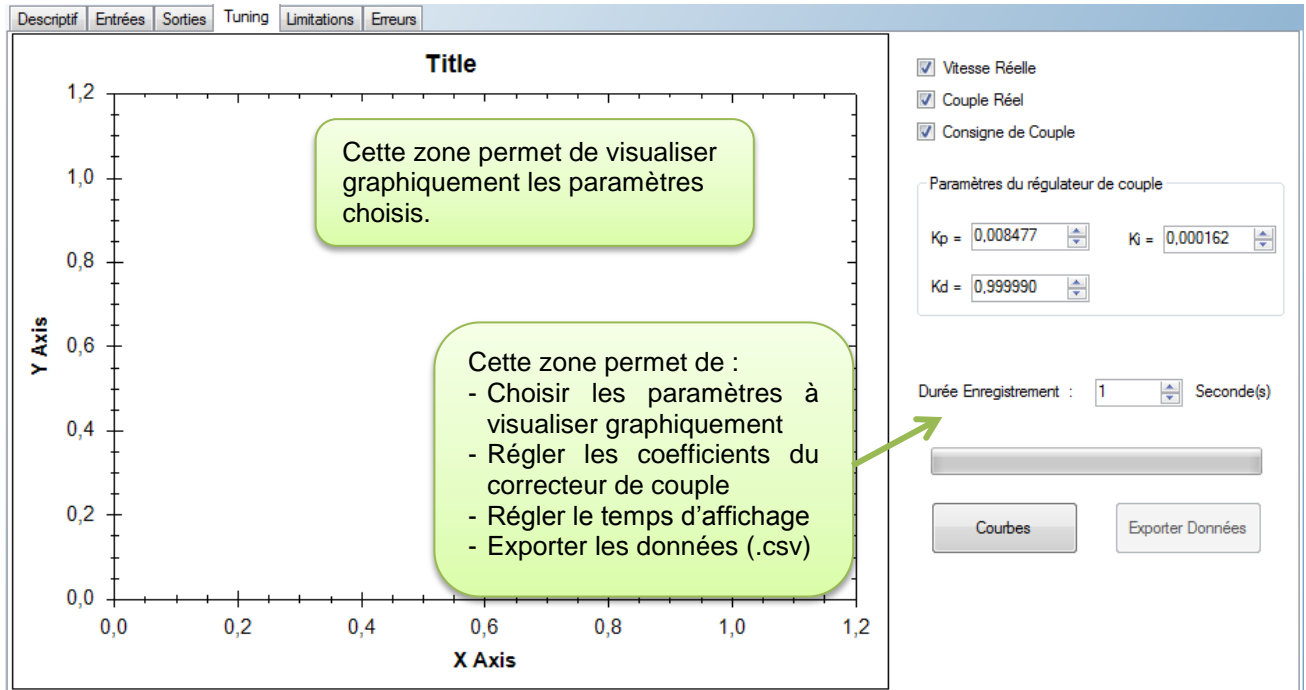 Descriptif Entrées Sorties Tuning Limitations Erreurs
Title
1,2
1,0
0,8
0,6
0,4
0,2
0,0
Y Axis
0,0 0,2 0,4 0,6 0,8 1,0 1,2
X Axis
Cette zone permet de visualiser
graphiquement les paramètres
choisis.
Cette zone permet de :
- Choisir les paramètres à
visualiser graphiquement
- Régler les coefficients du
correcteur de couple
- Régler le temps d’affichage
- Exporter les données (.csv)
Vitesse Réelle
Couple Réel
Consigne de Couple
Paramètres du régulateur de couple
Kp = 0,008477 Ki = 0,000162
Kd = 0,999990
Durée Enregistrement : 1 Seconde(s)
Courbes Exporter Données